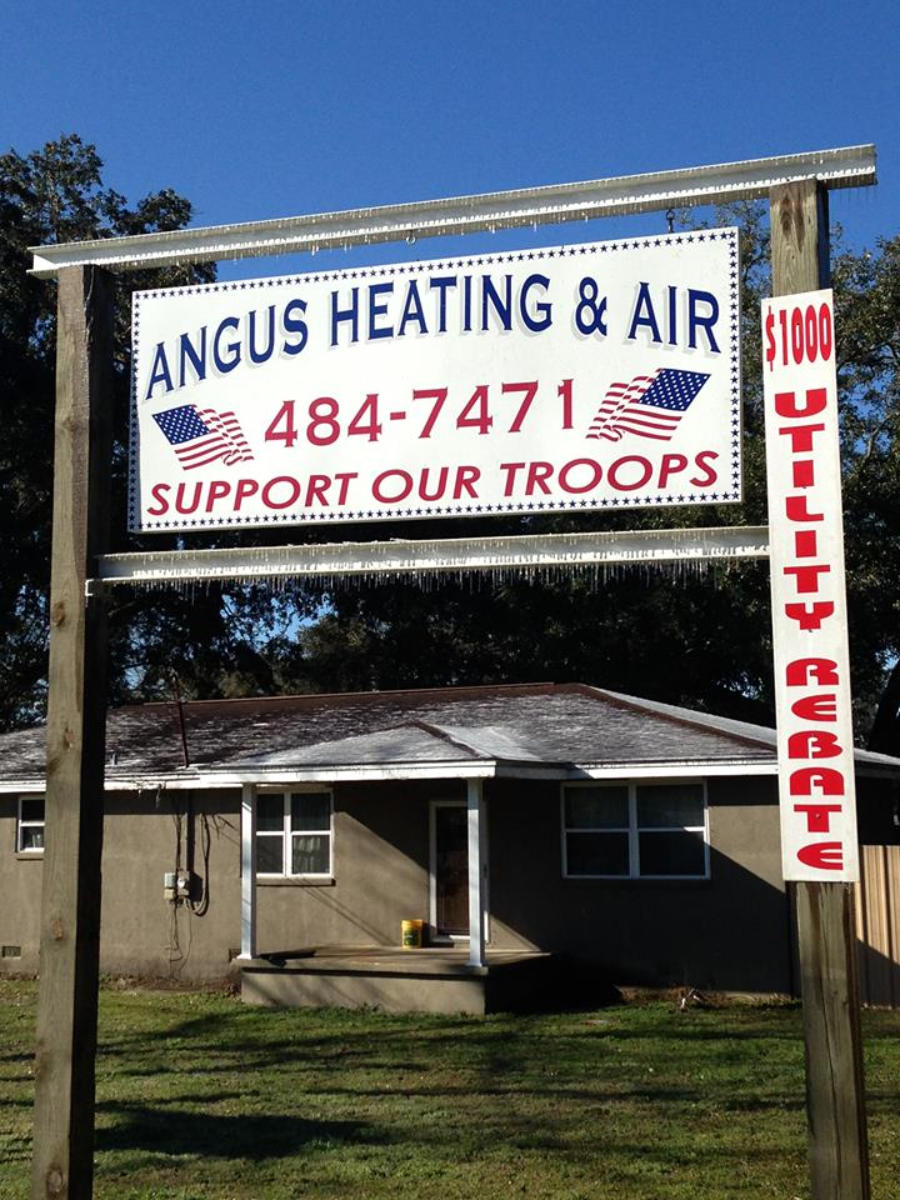 ANGUS HEATING & AIR
484-7471
SUPPORT OUR TROOPS
$1000
UTILITY
REBATE